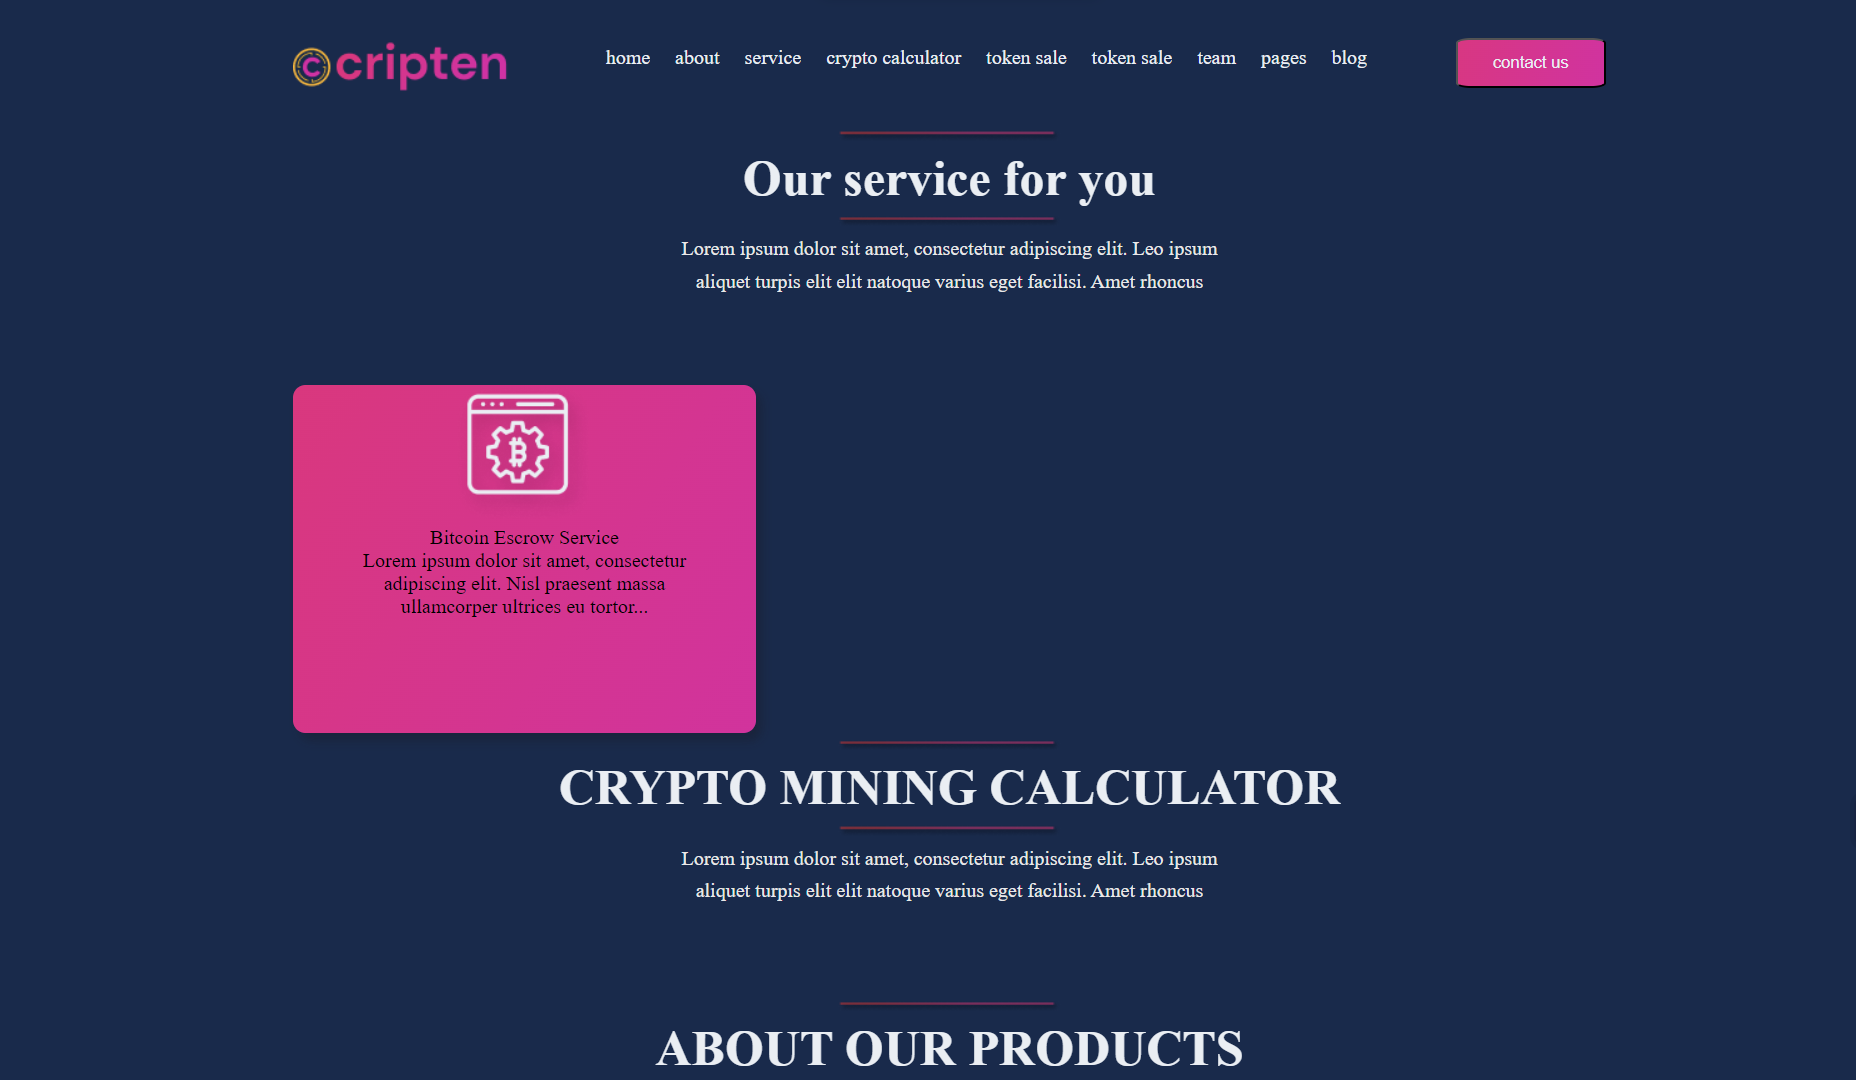 cripten
home about service crypto calculator token sale token sale team pages blog
contact us
Our service for you
Lorem ipsum dolor sit amet, consectetur adipiscing elit. Leo ipsum
aliquet turpis elit elit natoque varius eget facilisi. Amet rhoncus
Bitcoin Escrow Service
Lorem ipsum dolor sit amet, consectetur
adipiscing elit. Nisl praesent massa
ullamcorper ultrices eu tortor...
CRYPTO MINING CALCULATOR
Lorem ipsum dolor sit amet, consectetur adipiscing elit. Leo ipsum
aliquet turpis elit elit natoque varius eget facilisi. Amet rhoncus
ABOUT OUR PRODUCTS